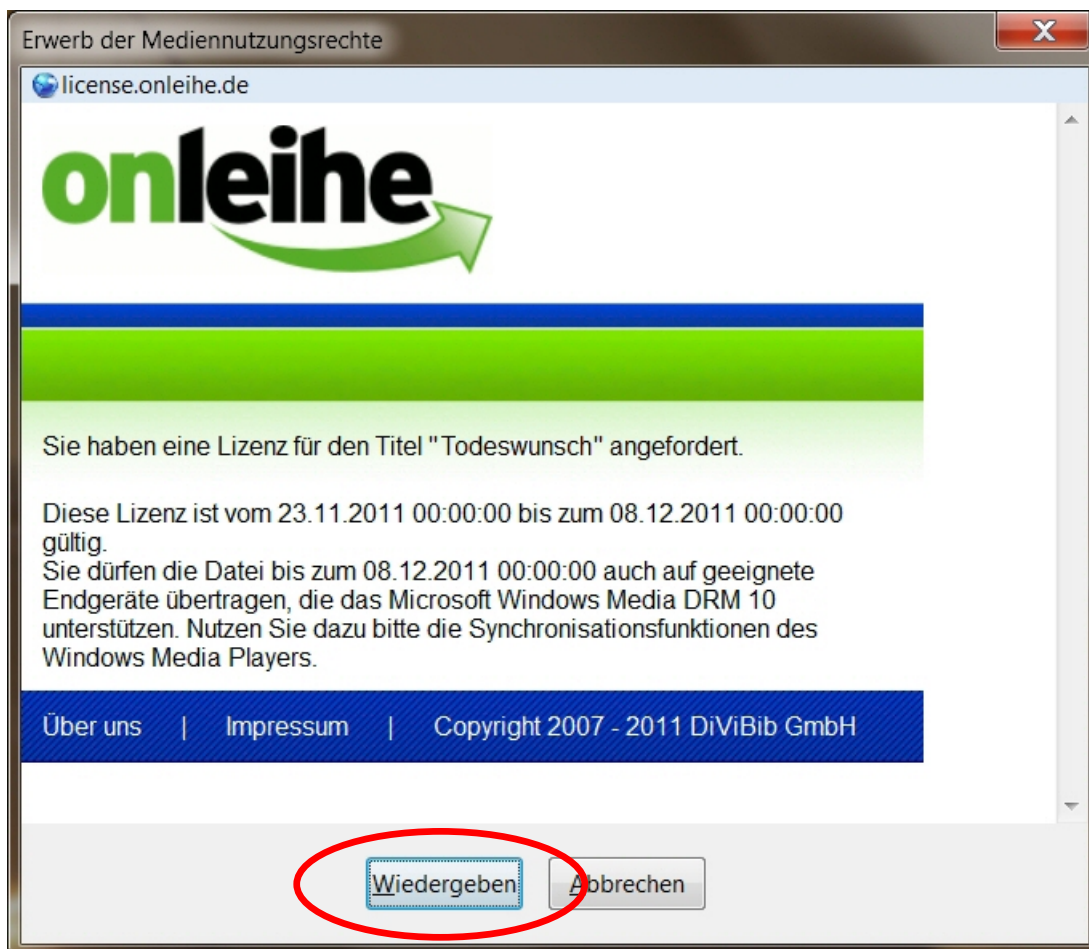 Erwerb der Mediennutzungsrechte
X
license.onleihe.de
onleihe
Sie haben eine Lizenz für den Titel "Todeswunsch" angefordert.
Diese Lizenz ist vom 23.11.2011 00:00:00 bis zum 08.12.2011 00:00:00
gültig.
Sie dürfen die Datei bis zum 08.12.2011 00:00:00 auch auf geeignete
Endgeräte übertragen, die das Microsoft Windows Media DRM 10
unterstützen. Nutzen Sie dazu bitte die Synchronisationsfunktionen des
Windows Media Players.
Über uns | Impressum | Copyright 2007 - 2011 DiViBib GmbH
Wiedergeben Abbrechen